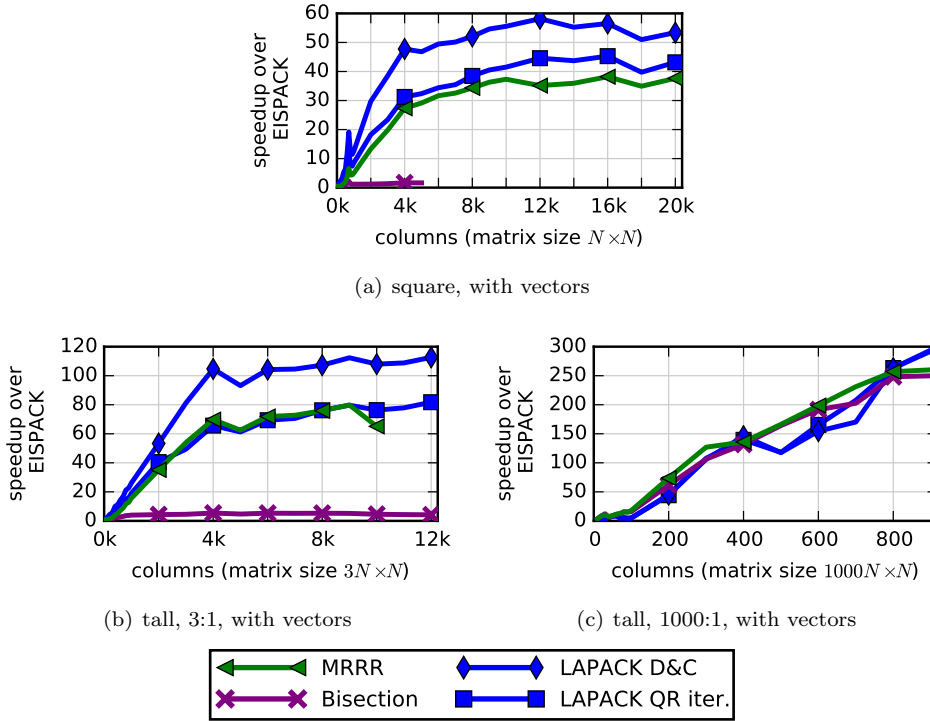 60
50
40
30
20
10
0
speedup over
EISPACK
0k 4k 8k 12k 16k 20k
columns (matrix size N×N)
(a) square, with vectors
120
100
80
60
40
20
0
speedup over
EISPACK
0k 4k 8k 12k
columns (matrix size 3N×N)
(b) tall, 3:1, with vectors
300
250
200
150
100
50
0
speedup over
EISPACK
0 200 400 600 800
columns (matrix size 1000N×N)
(c) tall, 1000:1, with vectors
MRRR
Bisection
LAPACK D&C
LAPACK QR iter.